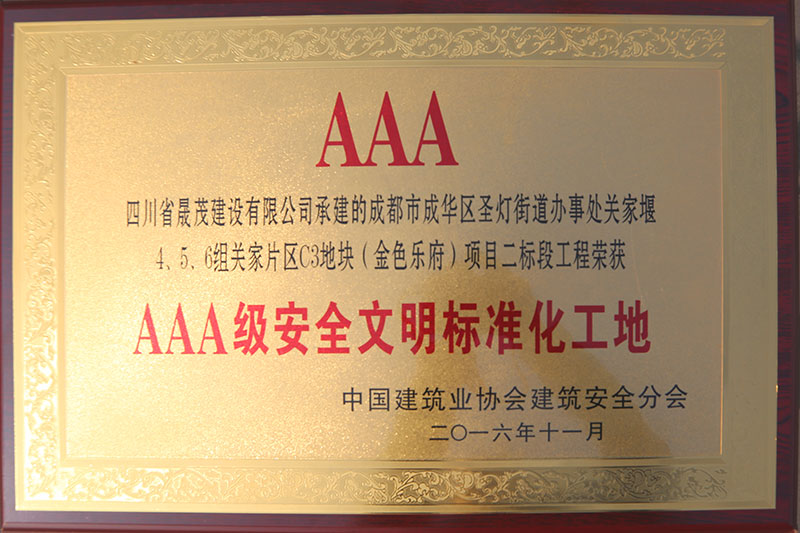 AAA
四川省晟茂建设有限公司承建的成都市成华区圣灯街道办事处关家堰
4、5、6组关家片区C3地块（金色乐府）项目二标段工程荣获
AAA级安全文明标准化工地
中国建筑业协会建筑安全分会
二〇一六年十一月